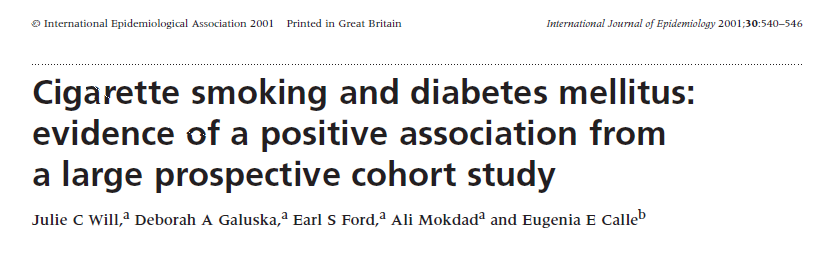 © International Epidemiological Association 2001 Printed in Great Britain
International Journal of Epidemiology 2001;30:540–546
Cigarette smoking and diabetes mellitus:
evidence of a positive association from
a large prospective cohort study
Julie C Will,a Deborah A Galuska,a Earl S Ford,a Ali Mokdada and Eugenia E Calleb